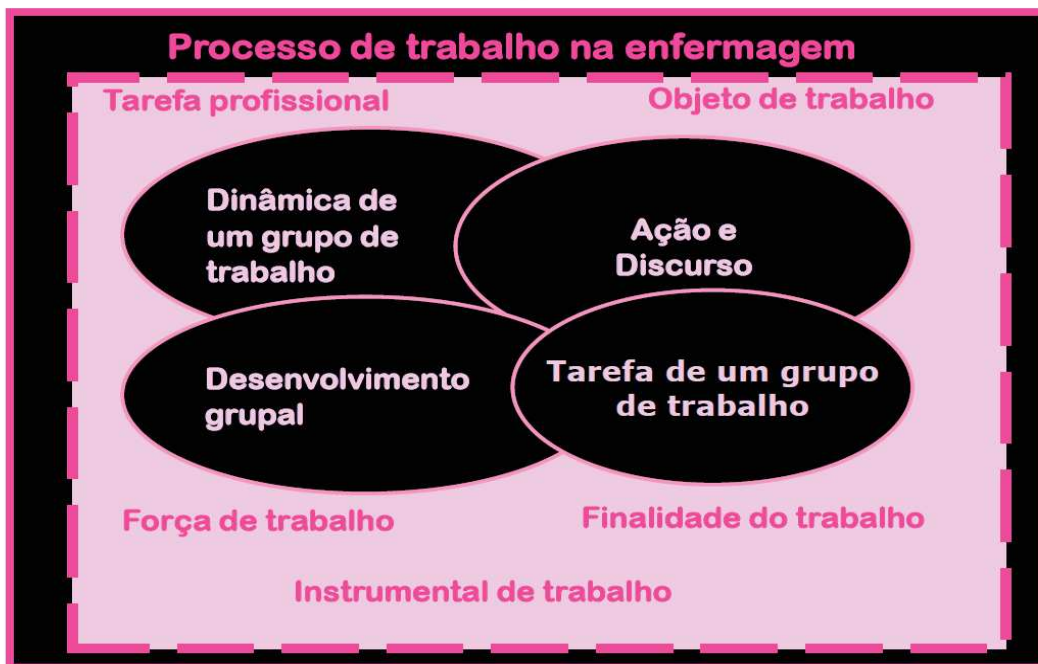 Processo de trabalho na enfermagem
Tarefa profissional
Objeto de trabalho
Dinâmica de
um grupo de
trabalho
Ação e
Discurso
Desenvolvimento
grupal
Tarefa de um grupo
de trabalho
Força de trabalho
Finalidade do trabalho
Instrumental de trabalho